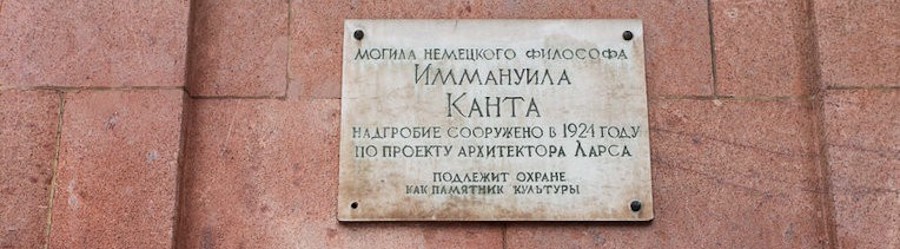 МОГИЛА НЕМЕЦКОГО ФИЛОСОФА
ИММАНУИЛА
КАНТА
НАДГРОБИЕ СООРУЖЕНО В 1924 ГОДУ
ПО ПРОЕКТУ АРХИТЕКТОРА ЛАРСА
ПОДЛЕЖИТ ОХРАНЕ
КАК ПАМЯТНИК КУЛЬТУРЫ